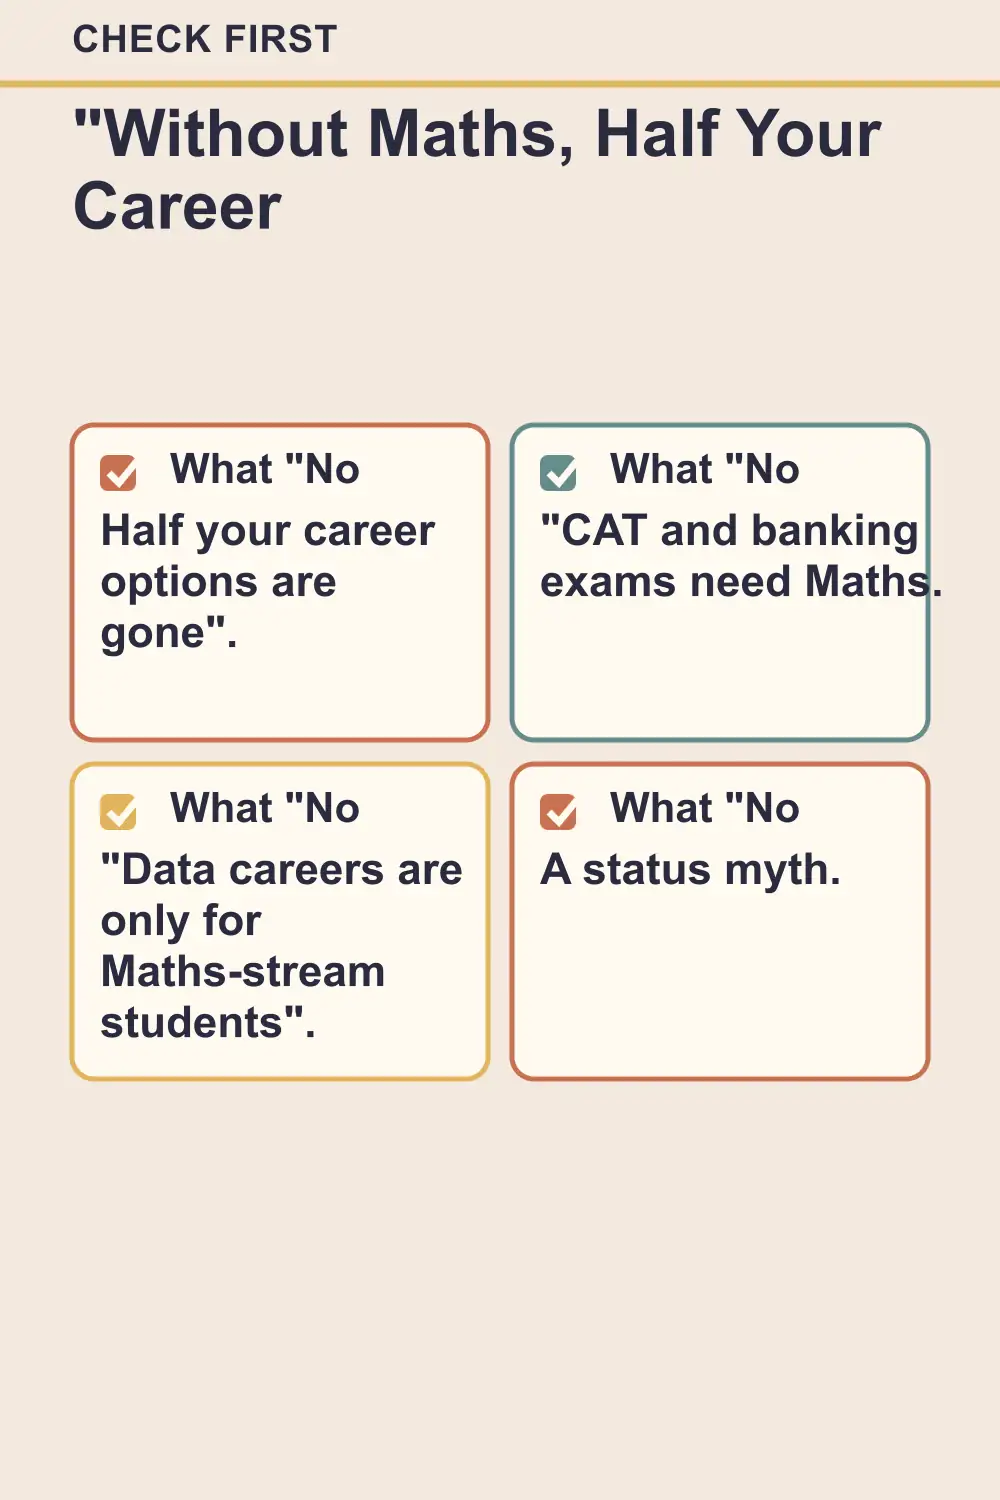 CHECK FIRST
"Without Maths, Half Your
Career
What "No
Half your career
options are
gone".
What "No
"CAT and banking
exams need Maths.
What "No
"Data careers are
only for
Maths-stream
students".
What "No
A status myth.